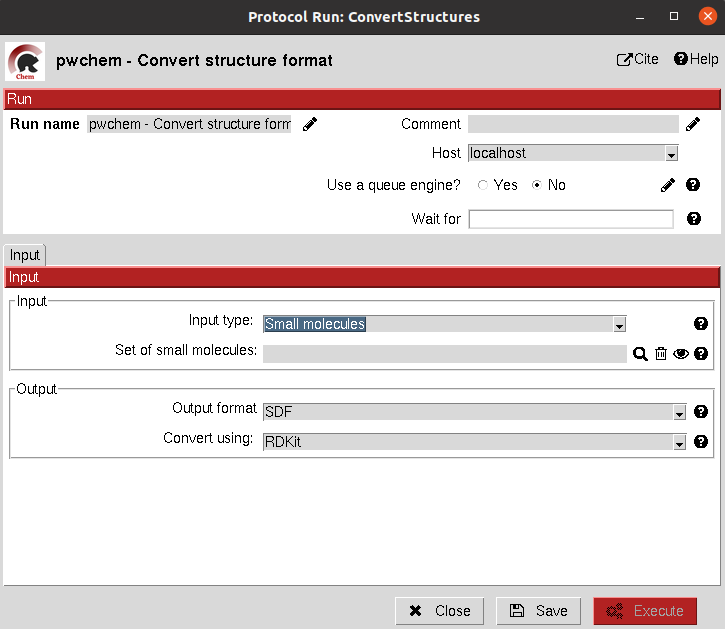 Protocol Run: ConvertStructures
Chem
pwchem - Convert structure format
Cite
Help
Run
Run name pwchem - Convert structure form
Comment
Host localhost
Use a queue engine? Yes No
Wait for
Input
Input
Input
Input type: Small molecules
Set of small molecules:
Output
Output format SDF
Convert using: RDKit
Close Save Execute